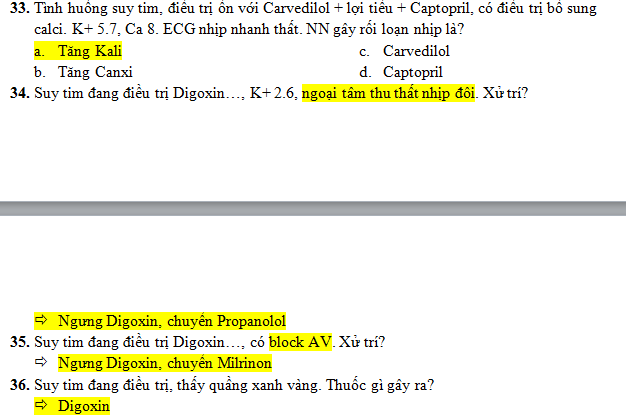 33. Tình huống suy tim, điều trị ổn với Carvedilol + lợi tiểu + Captopril, có điều trị bổ sung
calci. K+ 5.7, Ca 8. ECG nhịp nhanh thất. NN gây rối loạn nhịp là?
a. Tăng Kali c. Carvedilol
b. Tăng Canxi d. Captopril
34. Suy tim đang điều trị Digoxin…, K+ 2.6, ngoại tâm thu thất nhịp đôi. Xử trí?
⇨ Ngưng Digoxin, chuyển Propanolol
35. Suy tim đang điều trị Digoxin…, có block AV. Xử trí?
⇨ Ngưng Digoxin, chuyển Milrinon
36. Suy tim đang điều trị, thấy quầng xanh vàng. Thuốc gì gây ra?
⇨ Digoxin